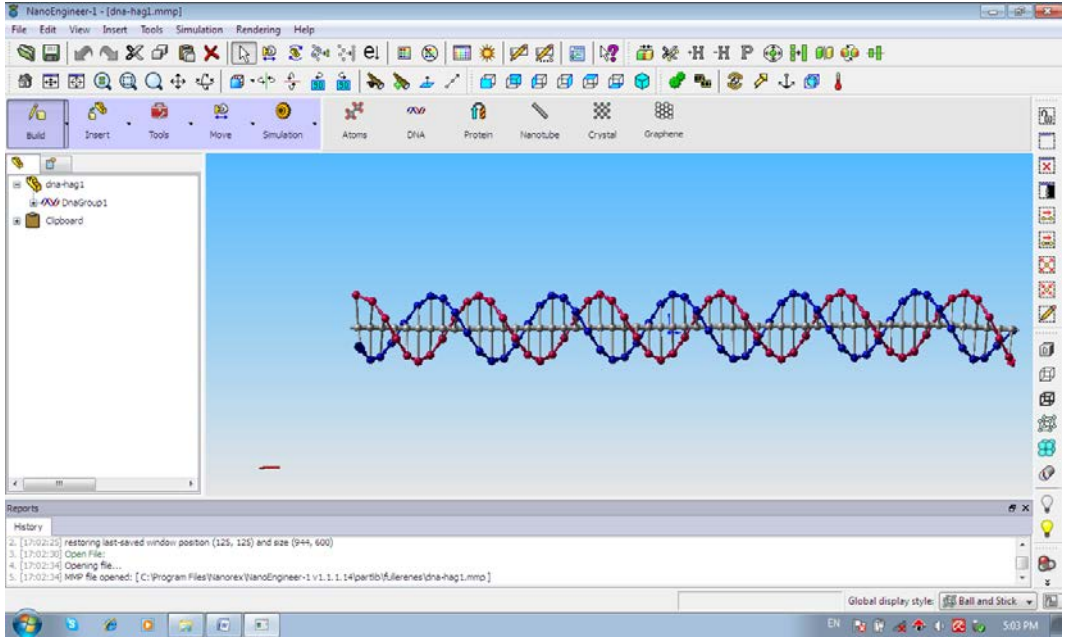 NanoEngineer-1 - [dna-hag1.mmp]
File Edit View Insert Tools Simulation Rendering Help
e! -H -H P
Build Insert Tools Move Simulation Atoms DNA Protein Nanotube Crystal Graphene
dna-hag1
DnaGroup1
Clipboard
Reports
History
2. [17:02:25] restoring last-saved window position (125, 125) and size (944, 600)
3. [17:02:30] Open File:
4. [17:02:34] Opening file...
5. [17:02:34] MMP file opened: [ C:\Program Files\Nanorex\NanoEngineer-1 v1.1.1.14\partlib\fullerenes\dna-hag1.mmp ]
Global display style: Ball and Stick
EN 5:03 PM